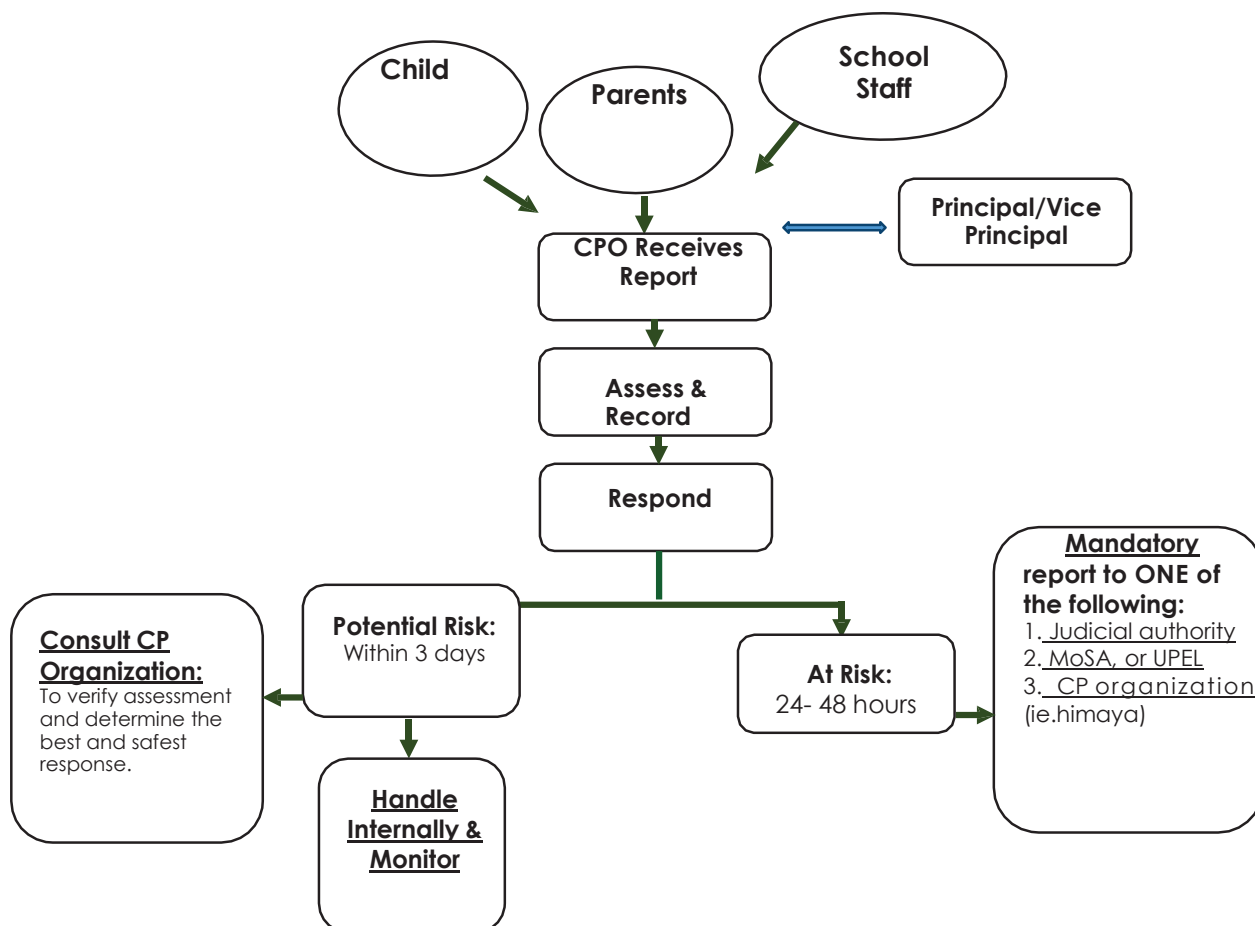 Child
Parents
School
Staff
Principal/Vice
Principal
CPO Receives
Report
Assess &
Record
Respond
Potential Risk:
Within 3 days
Consult CP
Organization:
To verify assessment
and determine the
best and safest
response.
Handle
Internally &
Monitor
At Risk:
24- 48 hours
Mandatory
report to ONE of
the following:
1. Judicial authority
2. MoSA, or UPEL
3. CP organization
(ie.himaya)